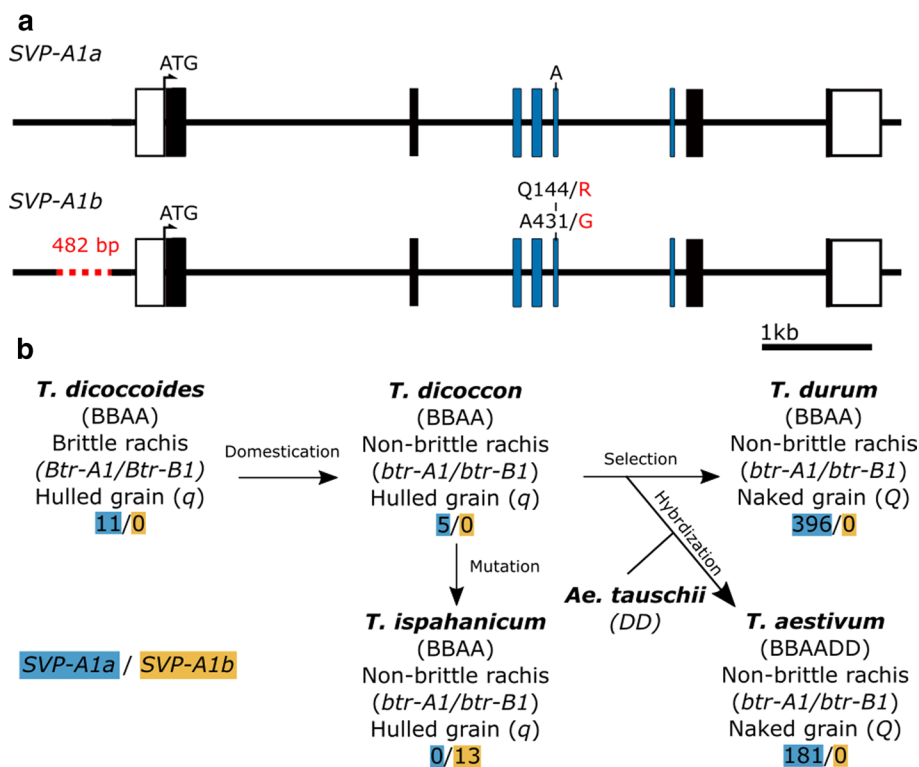 a
SVP-A1a
ATG
A
SVP-A1b
ATG
Q144/R
A431/G
482 bp
1kb
b
T. dicoccoides
(BBAA)
Brittle rachis
(Btr-A1/Btr-B1)
Hulled grain (q)
11/0
Domestication
T. dicoccon
(BBAA)
Non-brittle rachis
(btr-A1/btr-B1)
Hulled grain (q)
5/0
Selection
T. durum
(BBAA)
Non-brittle rachis
(btr-A1/btr-B1)
Naked grain (Q)
396/0
Hybrdization
Mutation
Ae. tauschii
(DD)
T. ispahanicum
(BBAA)
Non-brittle rachis
(btr-A1/btr-B1)
Hulled grain (q)
0/13
T. aestivum
(BBAADD)
Non-brittle rachis
(btr-A1/btr-B1)
Naked grain (Q)
181/0
SVP-A1a / SVP-A1b